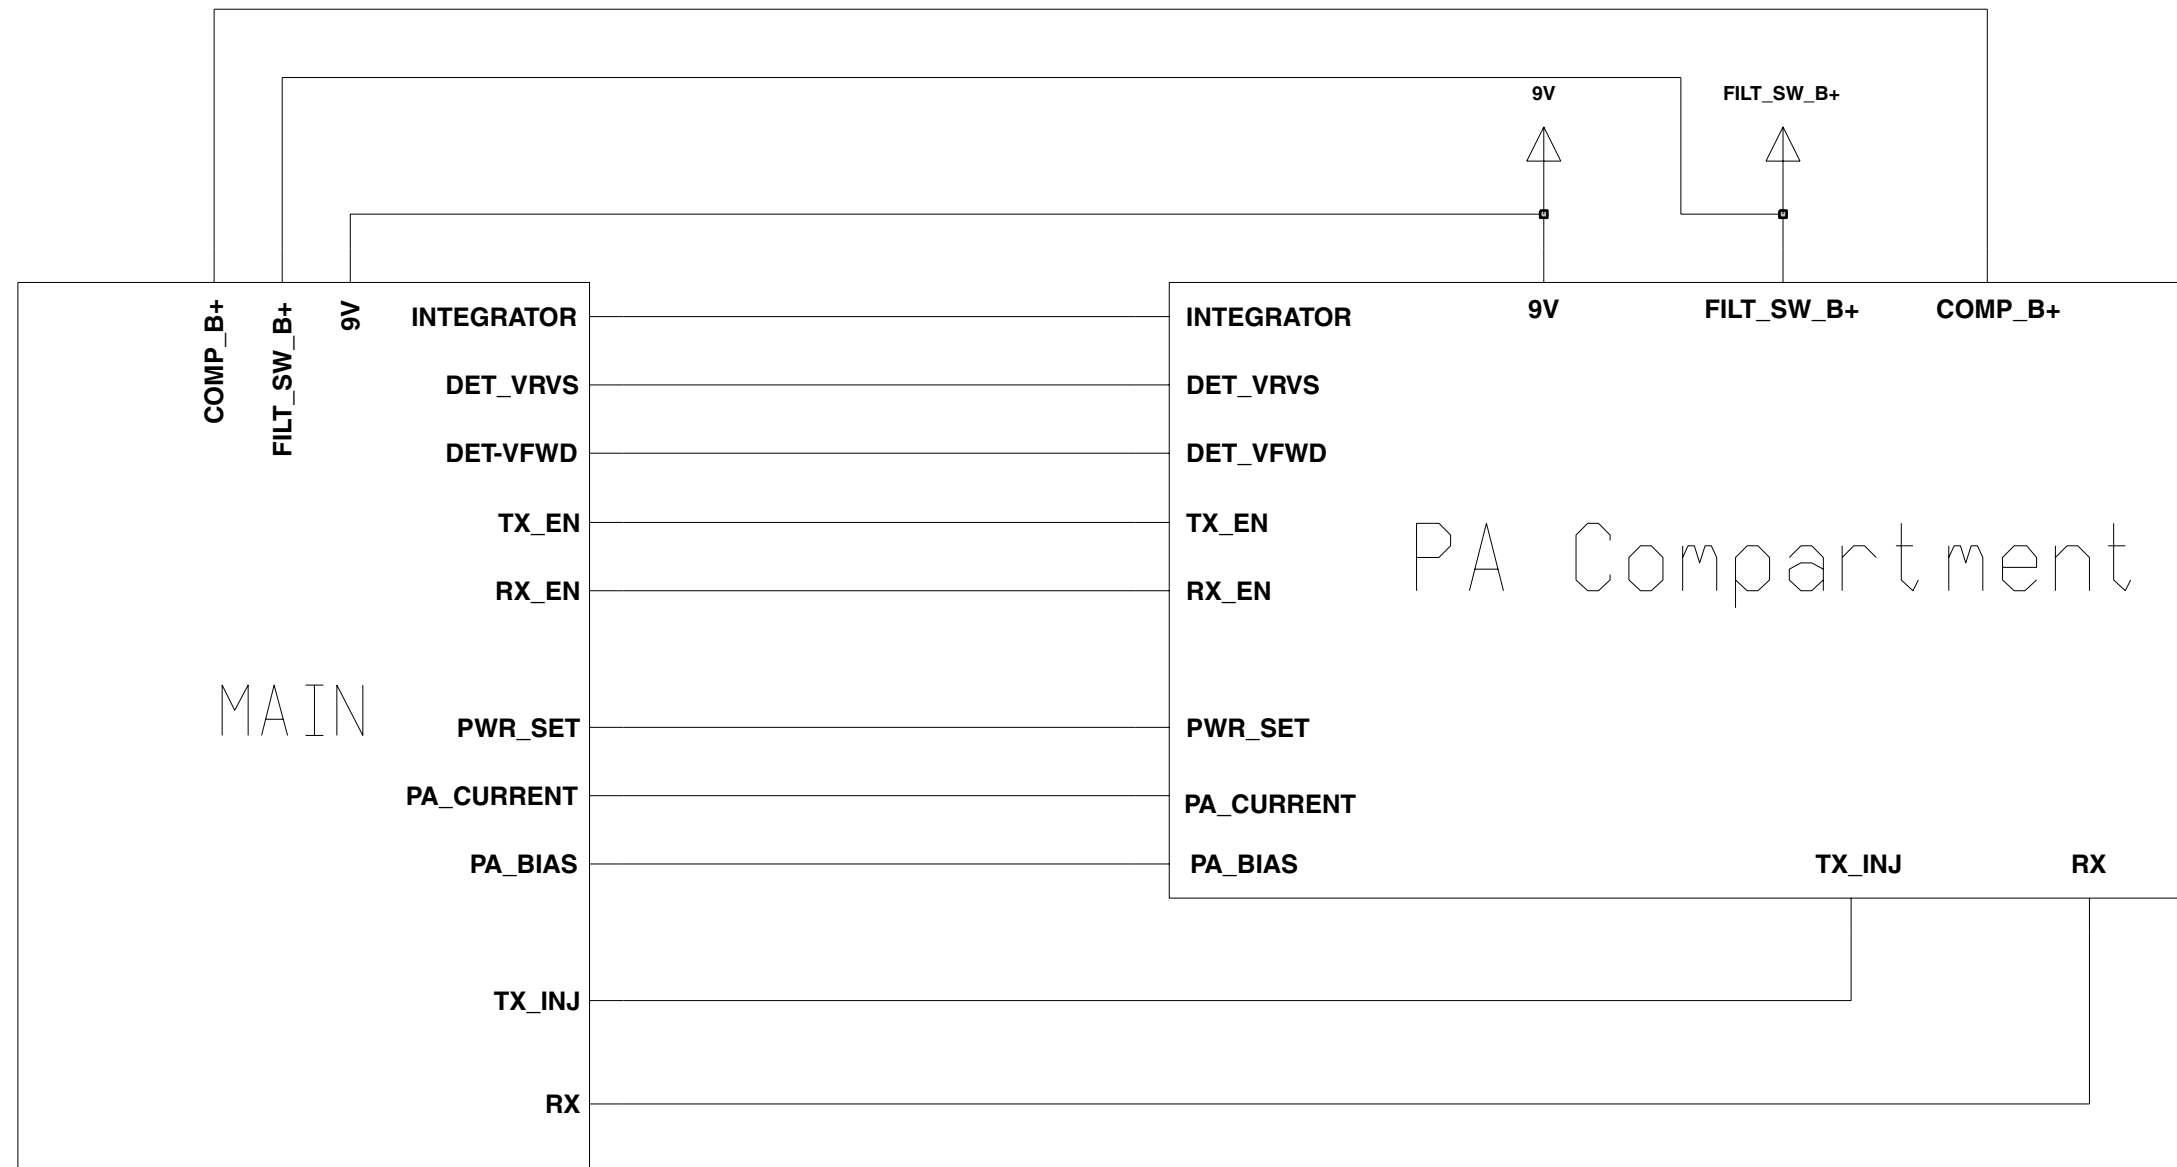 9V
FILT_SW_B+
COMP_B+
FILT_SW_B+
9V
INTEGRATOR
DET_VRVS
DET-VFWD
TX_EN
RX_EN
MAIN
PWR_SET
PA_CURRENT
PA_BIAS
TX_INJ
RX
9V
FILT_SW_B+
COMP_B+
INTEGRATOR
DET_VRVS
DET_VFWD
TX_EN
RX_EN
PA Compartment
PWR_SET
PA_CURRENT
PA_BIAS
TX_INJ
RX